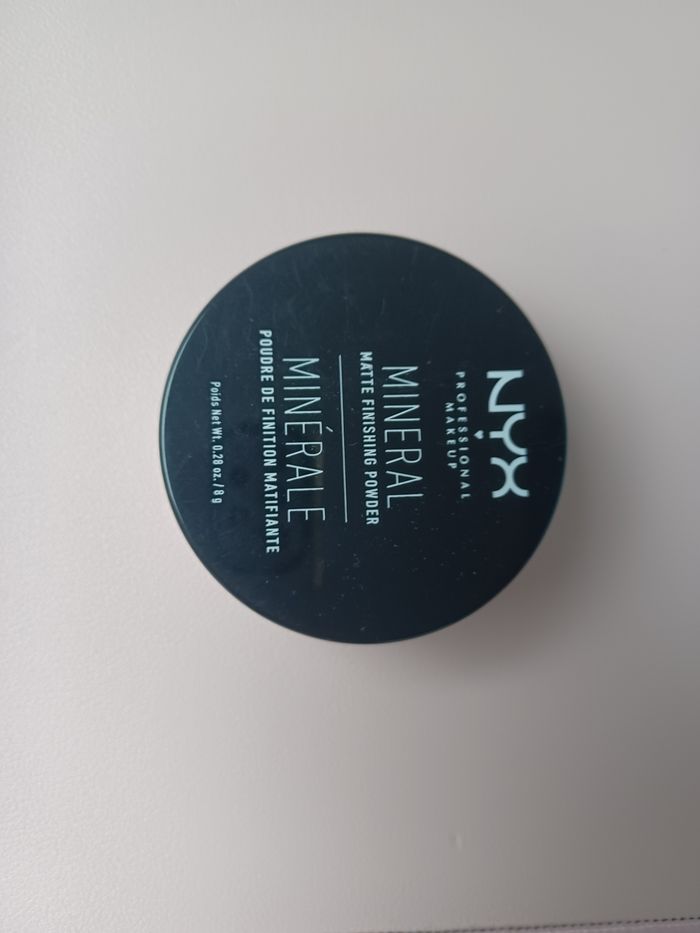 NYX
PROFESSIONAL
MAKEUP
MINERAL
MATTE FINISHING POWDER
MINÉRALE
POUDRE DE FINITION MATIFIANTE
Poids Net Wt. 0.28 oz. / 8 g